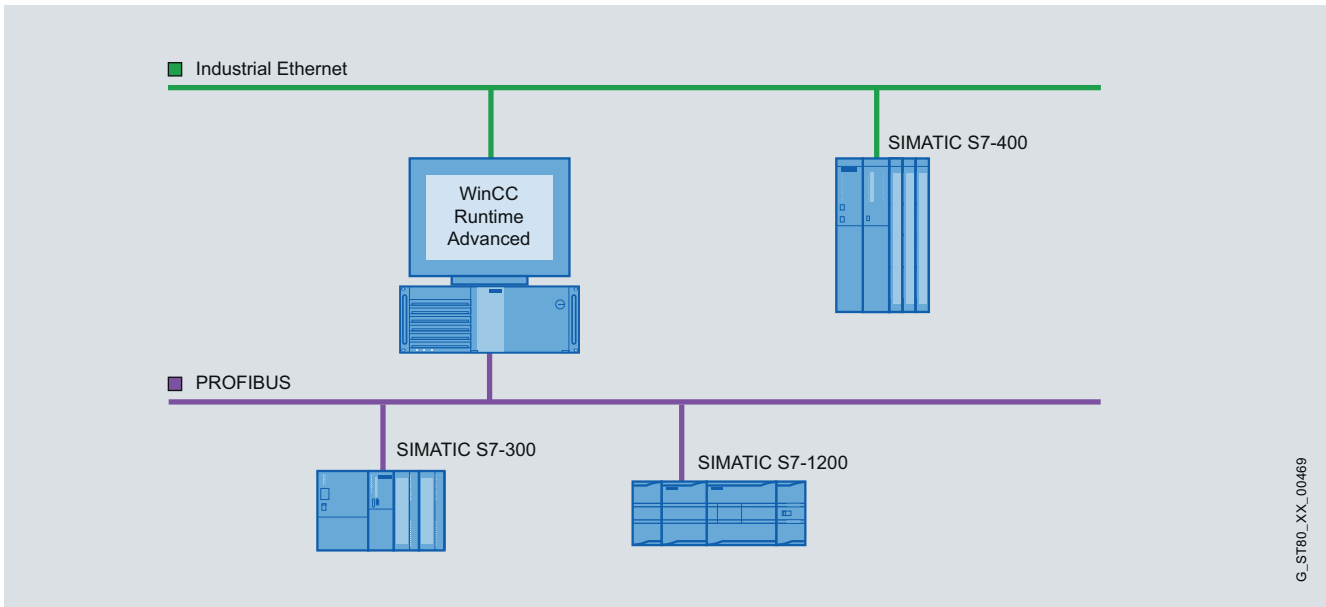 Industrial Ethernet
SIMATIC S7-400
WinCC
Runtime
Advanced
PROFIBUS
SIMATIC S7-300
SIMATIC S7-1200
G_ST80_XX_00469